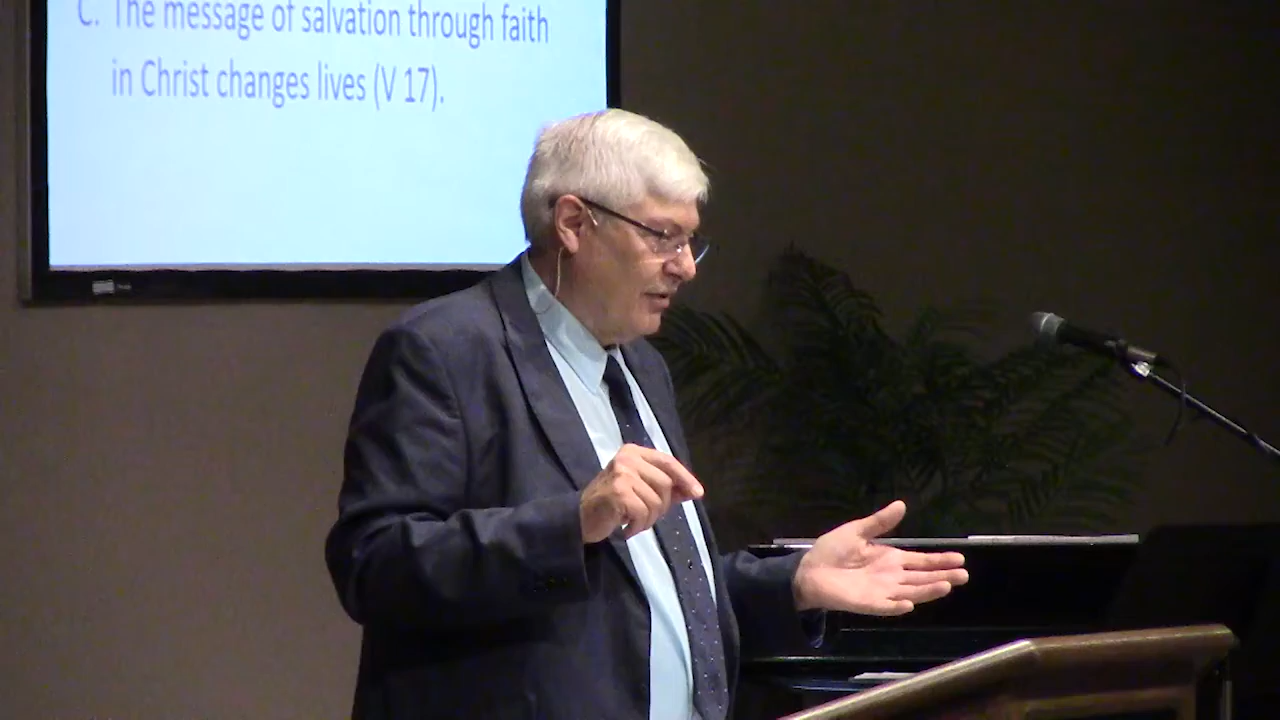 C. The message of salvation through faith
in Christ changes lives (V 17).